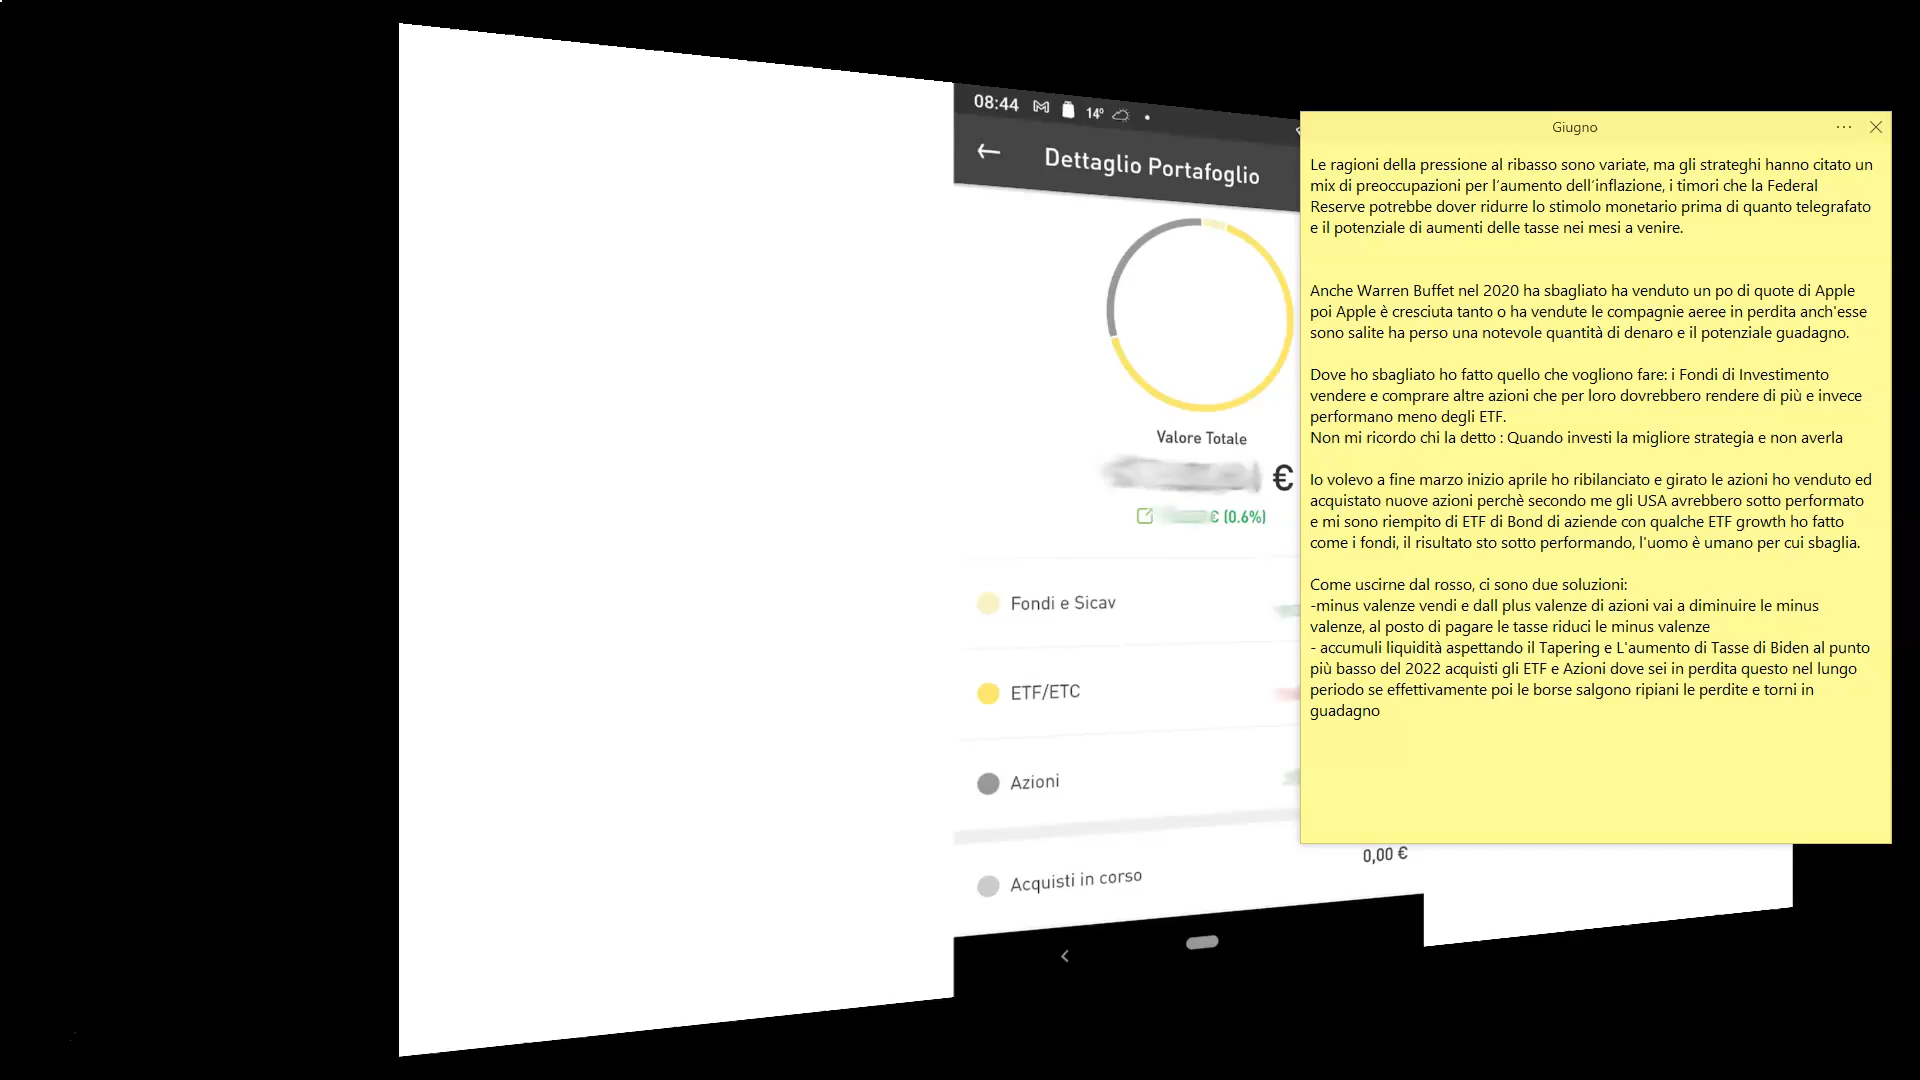 08:44 14°
Dettaglio Portafoglio
Valore Totale
€
€ (0.6%)
Fondi e Sicav
ETF/ETC
Azioni
0,00 €
Acquisti in corso
Giugno
Le ragioni della pressione al ribasso sono variate, ma gli strateghi hanno citato un
mix di preoccupazioni per l’aumento dell’inflazione, i timori che la Federal
Reserve potrebbe dover ridurre lo stimolo monetario prima di quanto telegrafato
e il potenziale di aumenti delle tasse nei mesi a venire.
Anche Warren Buffet nel 2020 ha sbagliato ha venduto un po di quote di Apple
poi Apple è cresciuta tanto o ha vendute le compagnie aeree in perdita anch'esse
sono salite ha perso una notevole quantità di denaro e il potenziale guadagno.
Dove ho sbagliato ho fatto quello che vogliono fare: i Fondi di Investimento
vendere e comprare altre azioni che per loro dovrebbero rendere di più e invece
performano meno degli ETF.
Non mi ricordo chi la detto : Quando investi la migliore strategia e non averla
Io volevo a fine marzo inizio aprile ho ribilanciato e girato le azioni ho venduto ed
acquistato nuove azioni perchè secondo me gli USA avrebbero sotto performato
e mi sono riempito di ETF di Bond di aziende con qualche ETF growth ho fatto
come i fondi, il risultato sto sotto performando, l'uomo è umano per cui sbaglia.
Come uscirne dal rosso, ci sono due soluzioni:
-minus valenze vendi e dall plus valenze di azioni vai a diminuire le minus
valenze, al posto di pagare le tasse riduci le minus valenze
- accumuli liquidità aspettando il Tapering e L'aumento di Tasse di Biden al punto
più basso del 2022 acquisti gli ETF e Azioni dove sei in perdita questo nel lungo
periodo se effettivamente poi le borse salgono ripiani le perdite e torni in
guadagno